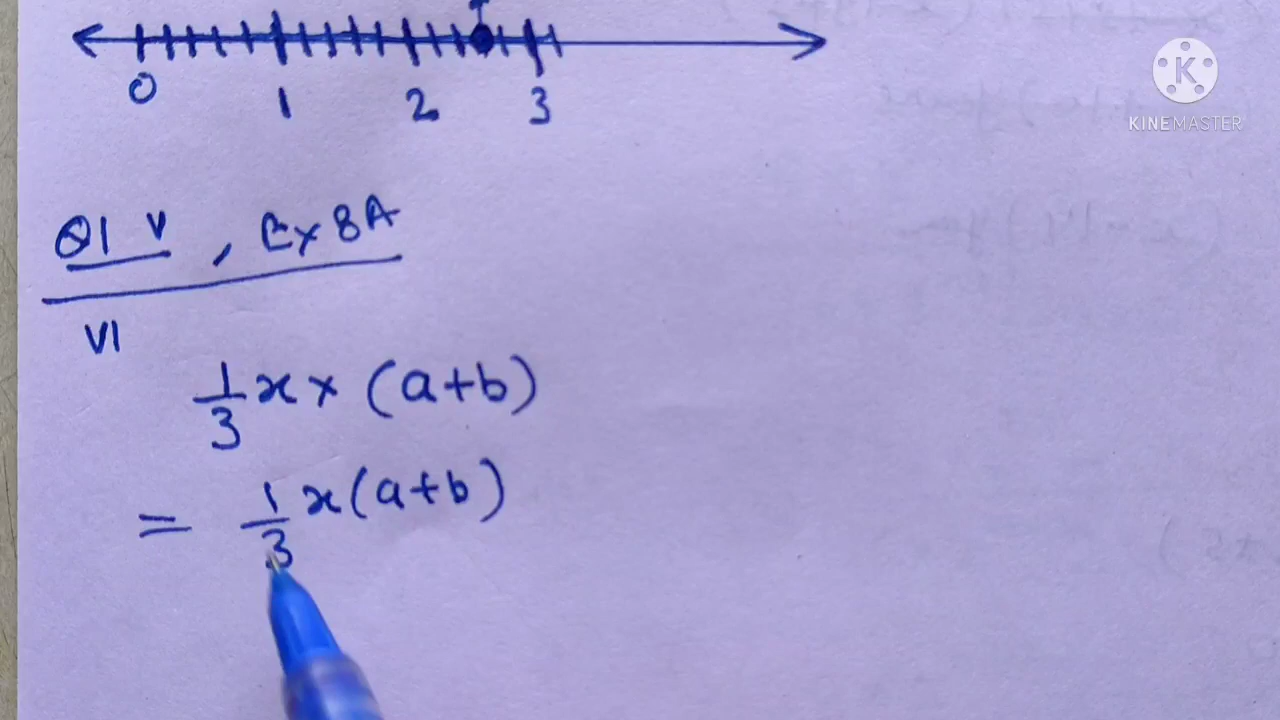 0 1 2 3
KINEMASTER
Q1 V, Ex 8A
VI
1/3 x × (a+b)
= 1/3 x(a+b)